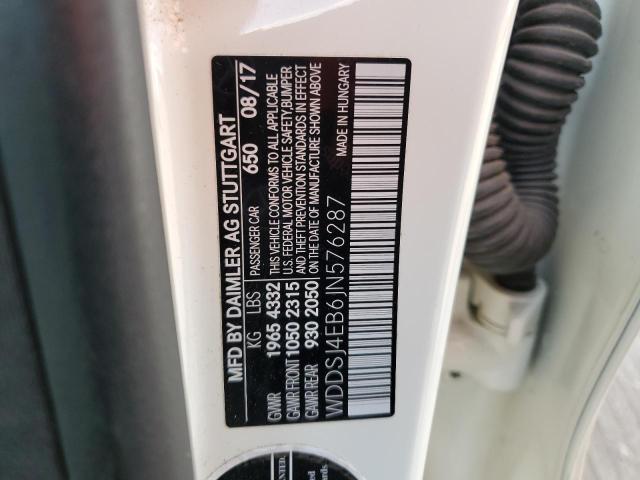 MFD BY DAIMLER AG STUTTGART
KG LBS PASSENGER CAR 650 08/17
GVWR 1965 4332 THIS VEHICLE CONFORMS TO ALL APPLICABLE
GAWR FRONT 1050 2315 U.S. FEDERAL MOTOR VEHICLE SAFETY, BUMPER
GAWR REAR 930 2050 AND THEFT PREVENTION STANDARDS IN EFFECT
ON DATE OF MANUFACTURE SHOWN ABOVE
MADE IN HUNGARY
WDDSJ4EB6JN576287